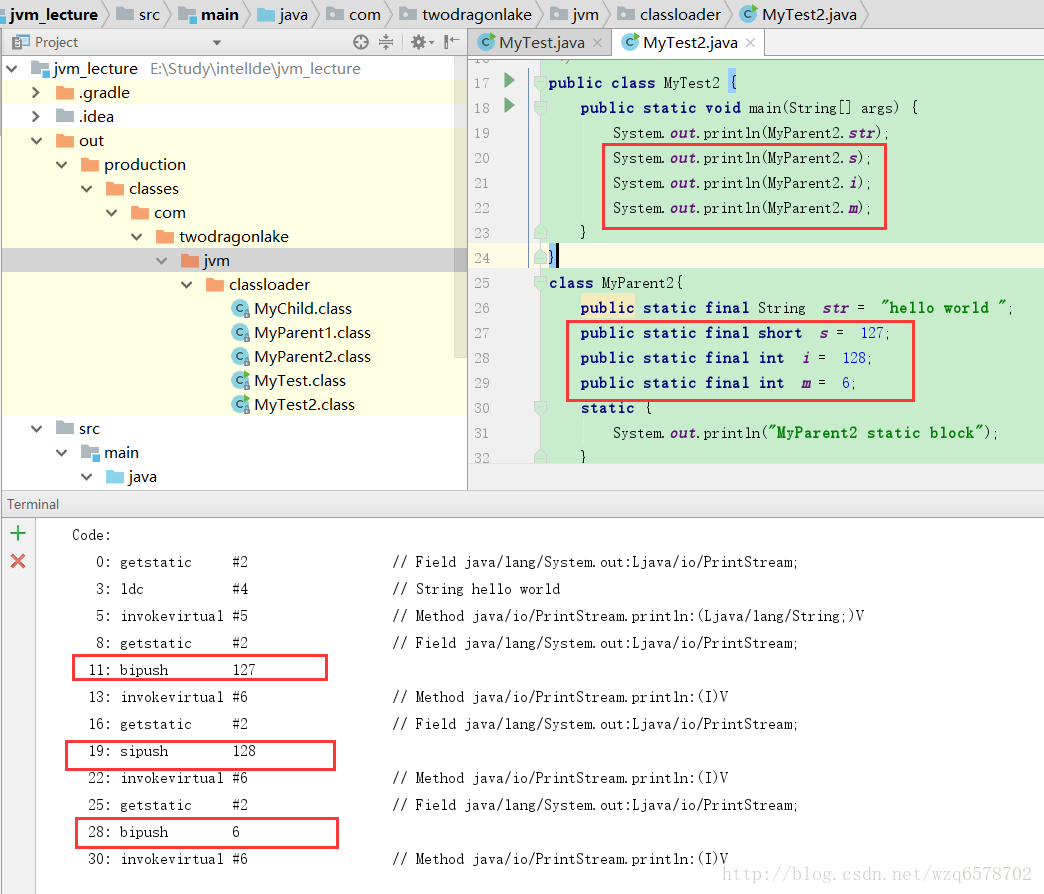 jvm_lecture src main java com twodragonlake jvm classloader MyTest2.java
Project
jvm_lecture E:\Study\intelIde\jvm_lecture
.gradle
.idea
out
production
classes
com
twodragonlake
jvm
classloader
MyChild.class
MyParent1.class
MyParent2.class
MyTest.class
MyTest2.class
src
main
java
MyTest.java MyTest2.java
17 public class MyTest2 {
18 public static void main(String[] args) {
19 System.out.println(MyParent2.str);
20 System.out.println(MyParent2.s);
21 System.out.println(MyParent2.i);
22 System.out.println(MyParent2.m);
23 }
24 }
25 class MyParent2{
26 public static final String str = "hello world ";
27 public static final short s = 127;
28 public static final int i = 128;
29 public static final int m = 6;
30 static {
31 System.out.println("MyParent2 static block");
32 }
Terminal
Code:
0: getstatic #2 // Field java/lang/System.out:Ljava/io/PrintStream;
3: ldc #4 // String hello world
5: invokevirtual #5 // Method java/io/PrintStream.println:(Ljava/lang/String;)V
8: getstatic #2 // Field java/lang/System.out:Ljava/io/PrintStream;
11: bipush 127
13: invokevirtual #6 // Method java/io/PrintStream.println:(I)V
16: getstatic #2 // Field java/lang/System.out:Ljava/io/PrintStream;
19: sipush 128
22: invokevirtual #6 // Method java/io/PrintStream.println:(I)V
25: getstatic #2 // Field java/lang/System.out:Ljava/io/PrintStream;
28: bipush 6
30: invokevirtual #6 // Method java/io/PrintStream.println:(I)V
http://blog.csdn.net/wzq6578702